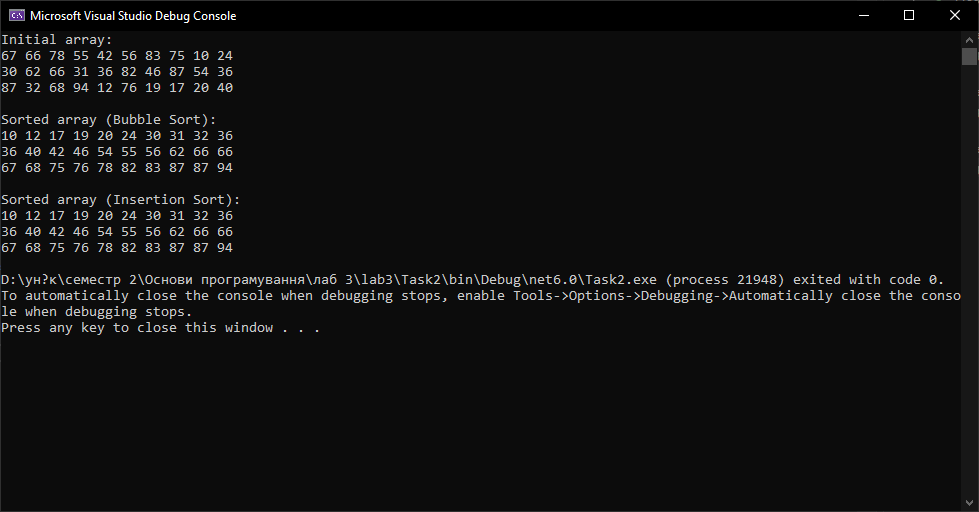 Microsoft Visual Studio Debug Console
Initial array:
67 66 78 55 42 56 83 75 10 24
30 62 66 31 36 82 46 87 54 36
87 32 68 94 12 76 19 17 20 40
Sorted array (Bubble Sort):
10 12 17 19 20 24 30 31 32 36
36 40 42 46 54 55 56 62 66 66
67 68 75 76 78 82 83 87 87 94
Sorted array (Insertion Sort):
10 12 17 19 20 24 30 31 32 36
36 40 42 46 54 55 56 62 66 66
67 68 75 76 78 82 83 87 87 94
D:\ун?к\семестр 2\Основи програмування\лаб 3\lab3\Task2\bin\Debug\net6.0\Task2.exe (process 21948) exited with code 0.
To automatically close the console when debugging stops, enable Tools->Options->Debugging->Automatically close the conso
le when debugging stops.
Press any key to close this window . . .